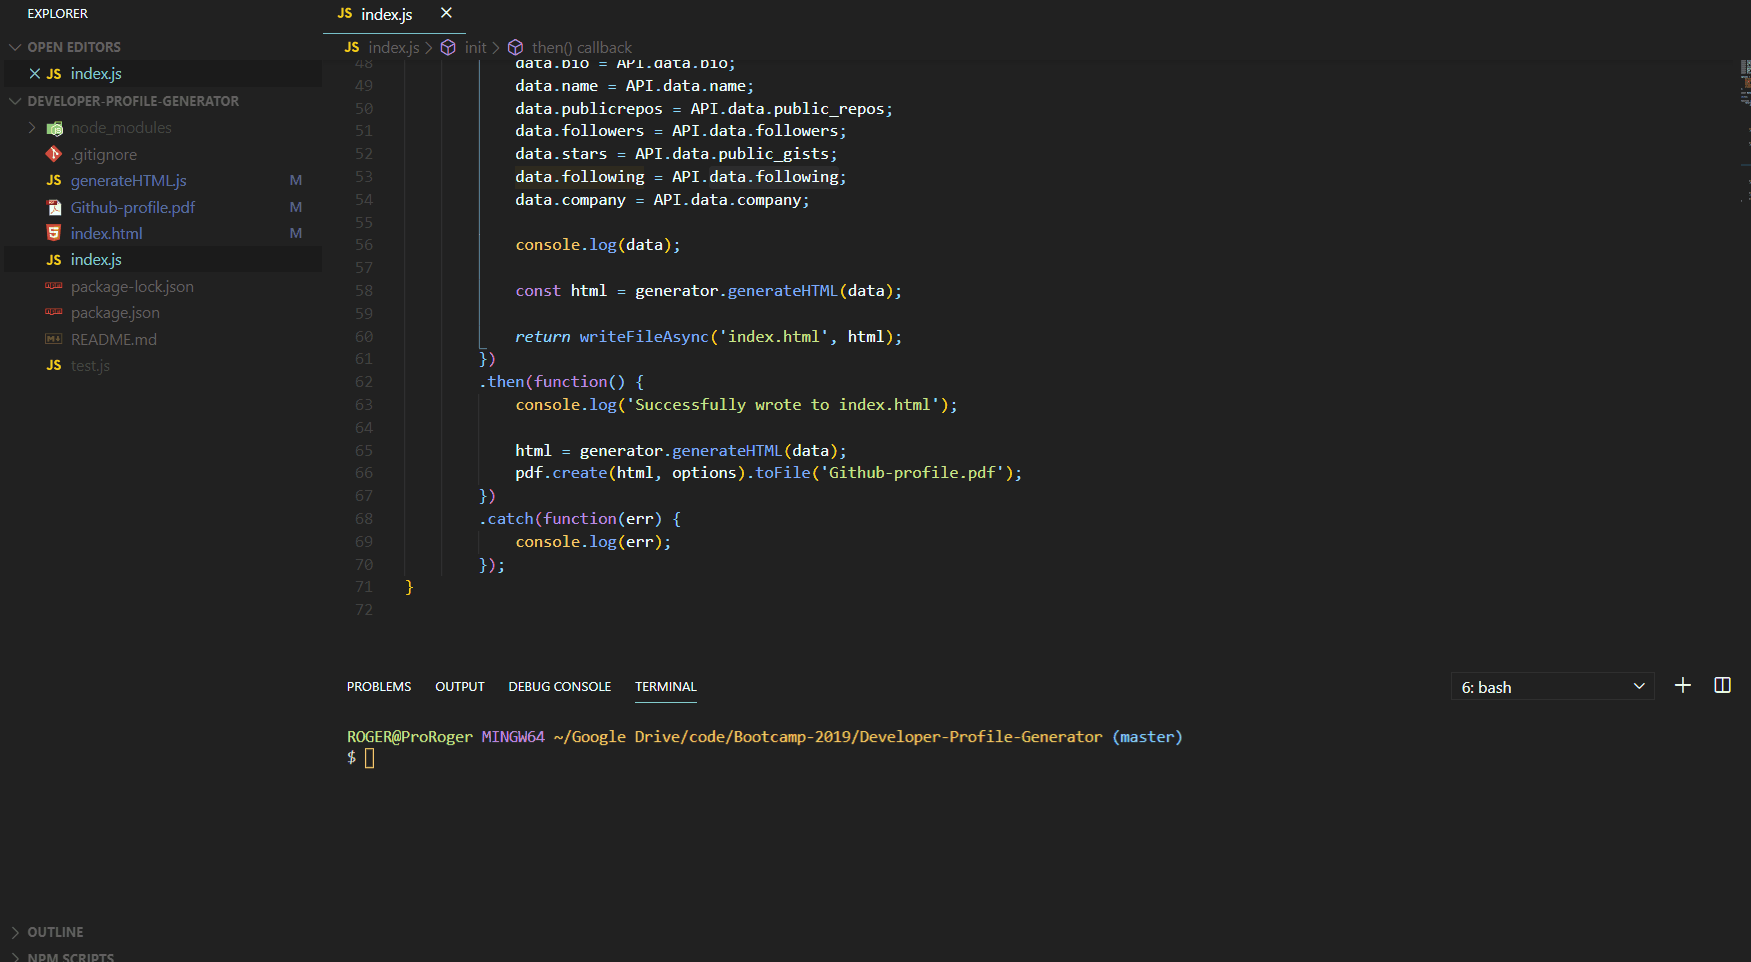 EXPLORER
OPEN EDITORS
JS index.js
DEVELOPER-PROFILE-GENERATOR
node_modules
.gitignore
JS generateHTML.js M
Github-profile.pdf M
index.html M
JS index.js
package-lock.json
package.json
README.md
JS test.js
OUTLINE
NPM SCRIPTS
JS index.js
JS index.js > init > then() callback
48 data.bio = API.data.bio;
49 data.name = API.data.name;
50 data.publicrepos = API.data.public_repos;
51 data.followers = API.data.followers;
52 data.stars = API.data.public_gists;
53 data.following = API.data.following;
54 data.company = API.data.company;
55
56 console.log(data);
57
58 const html = generator.generateHTML(data);
59
60 return writeFileAsync('index.html', html);
61 })
62 .then(function() {
63 console.log('Successfully wrote to index.html');
64
65 html = generator.generateHTML(data);
66 pdf.create(html, options).toFile('Github-profile.pdf');
67 })
68 .catch(function(err) {
69 console.log(err);
70 });
71 }
72
PROBLEMS OUTPUT DEBUG CONSOLE TERMINAL 6: bash
ROGER@ProRoger MINGW64 ~/Google Drive/code/Bootcamp-2019/Developer-Profile-Generator (master)
$